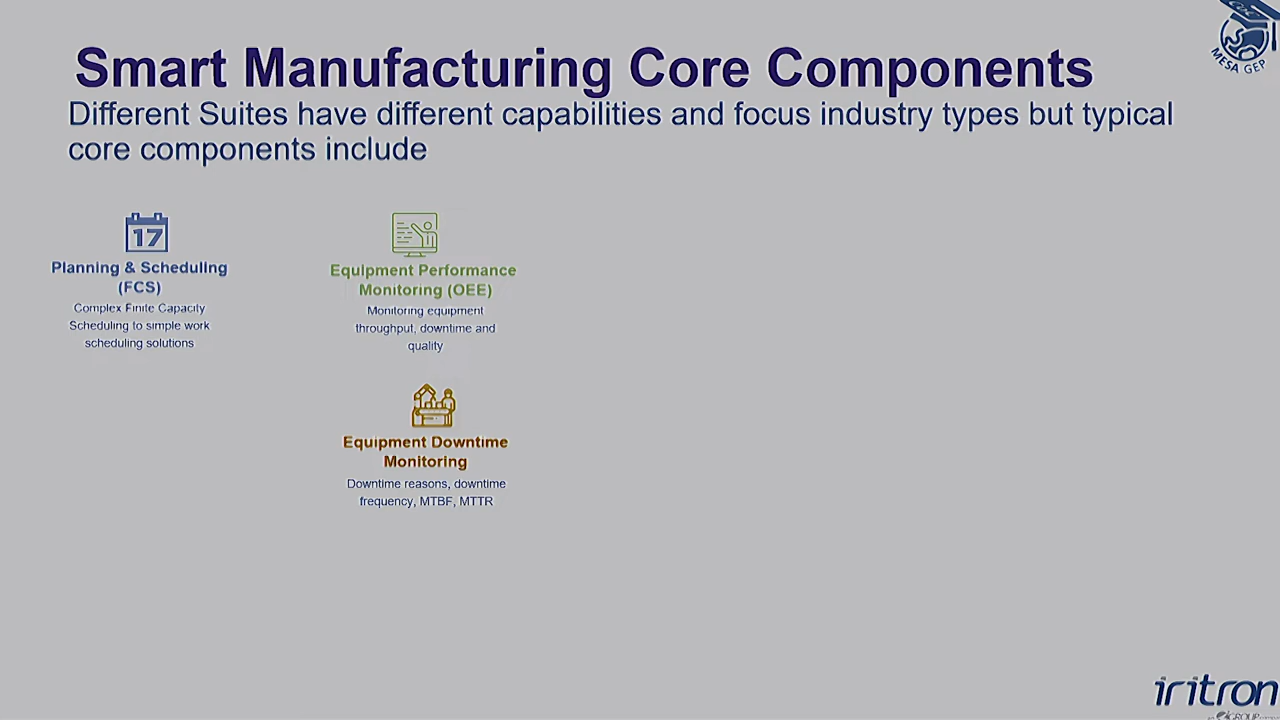 Smart Manufacturing Core Components
Different Suites have different capabilities and focus industry types but typical
core components include
17
Planning & Scheduling
(FCS)
Complex Finite Capacity
Scheduling to simple work
scheduling solutions
Equipment Performance
Monitoring (OEE)
Monitoring equipment
throughput, downtime and
quality
Equipment Downtime
Monitoring
Downtime reasons, downtime
frequency, MTBF, MTTR
MESA GEP
iritron
GROUP